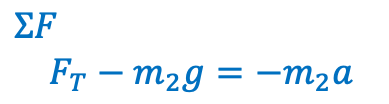 ΣF
F_T − m_2g = −m_2a